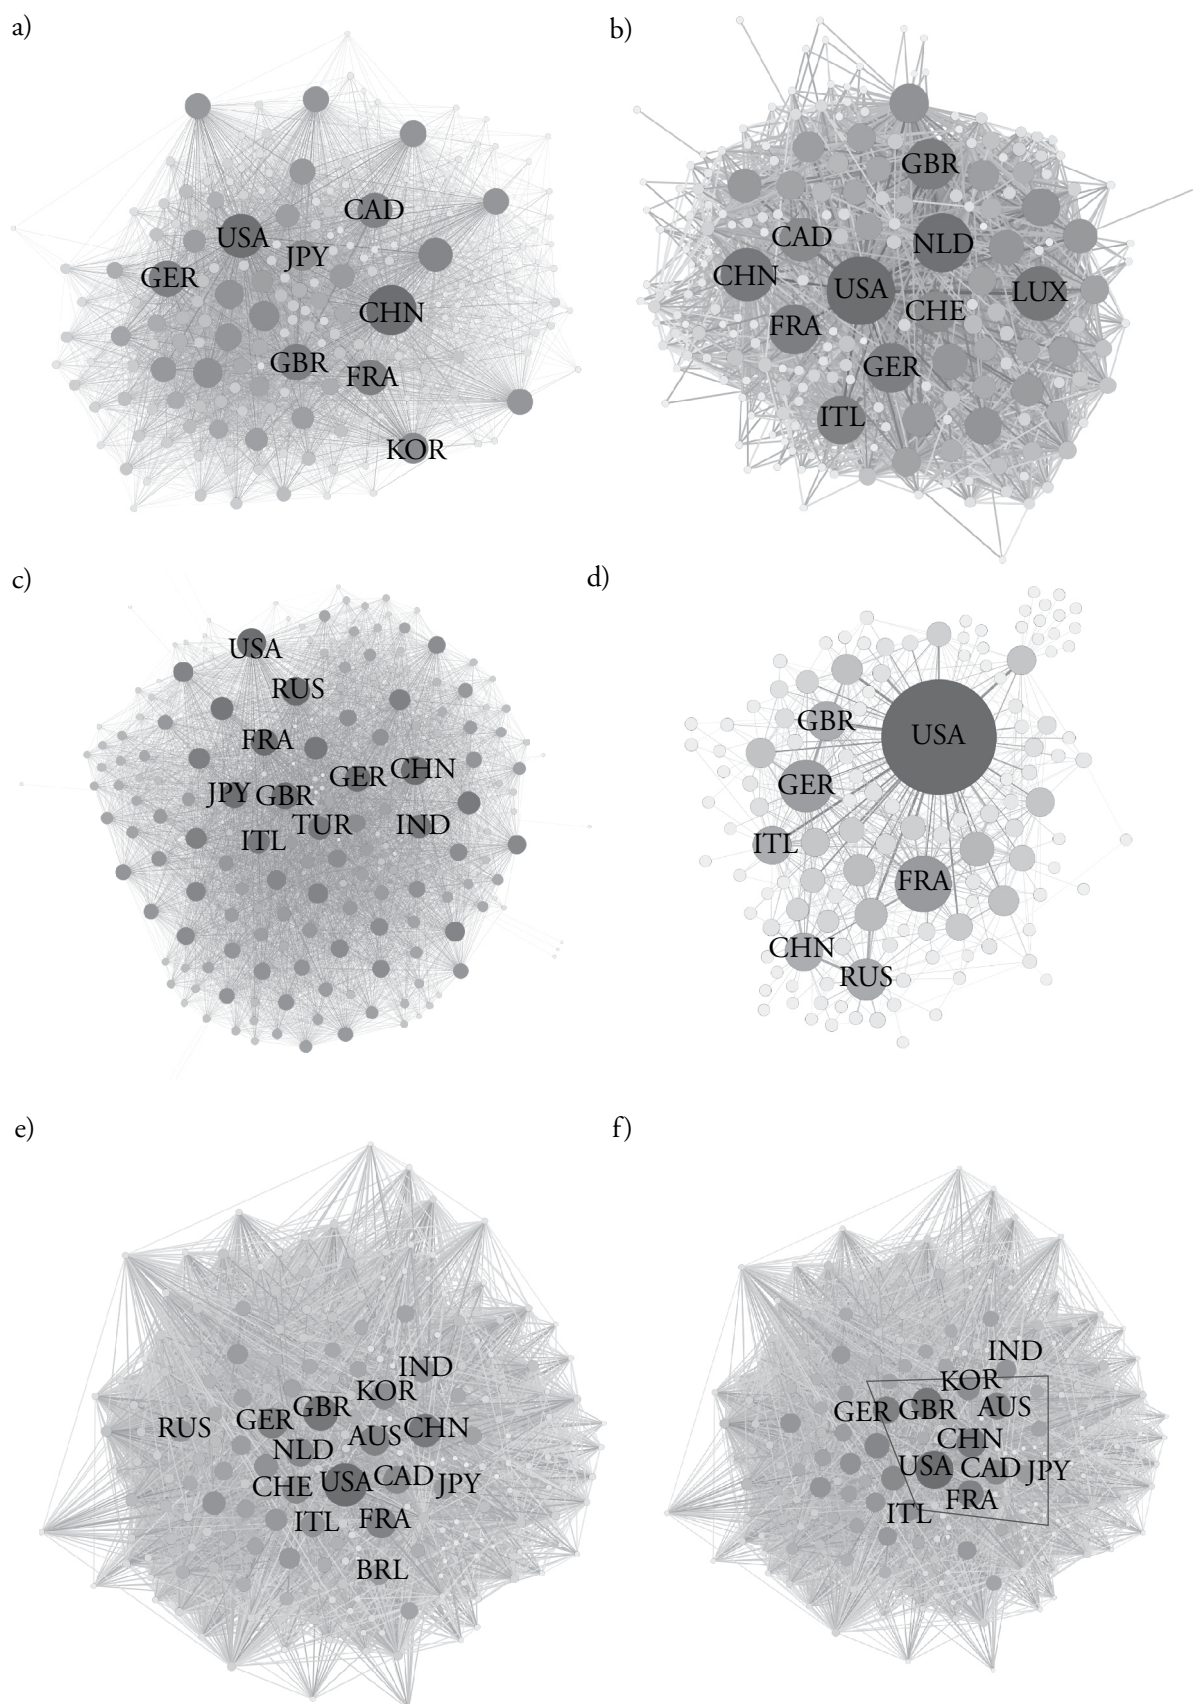 a)
CAD
USA
JPY
GER
CHN
GBR
FRA
KOR
b)
GBR
CAD
NLD
CHN
USA
LUX
CHE
FRA
GER
ITL
c)
USA
RUS
FRA
GER
CHN
JPY
GBR
TUR
IND
ITL
d)
GBR
USA
GER
ITL
FRA
CHN
RUS
e)
IND
KOR
GBR
GER
RUS
CHN
AUS
NLD
USA
CAD
JPY
CHE
ITL
FRA
BRL
f)
IND
KOR
GER
GBR
AUS
CHN
USA
CAD
JPY
FRA
ITL